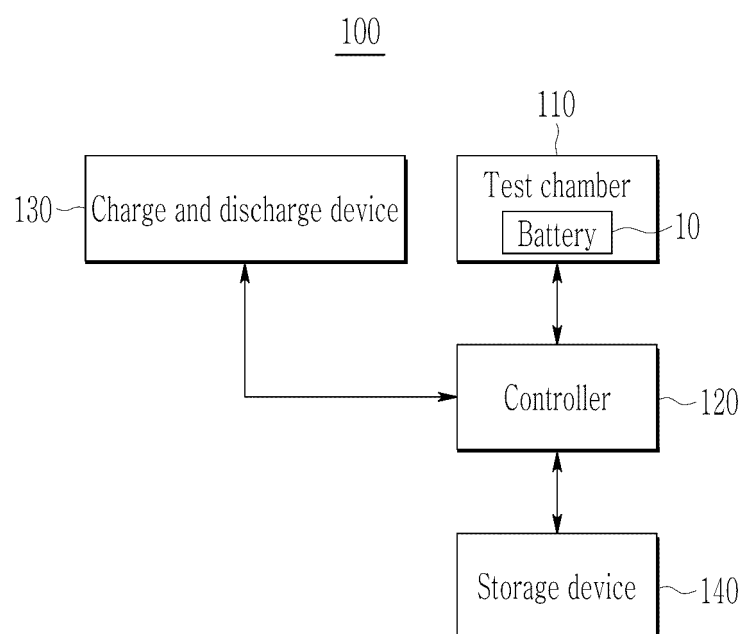 100
110
130
Charge and discharge device
Test chamber
Battery
10
Controller
120
Storage device
140